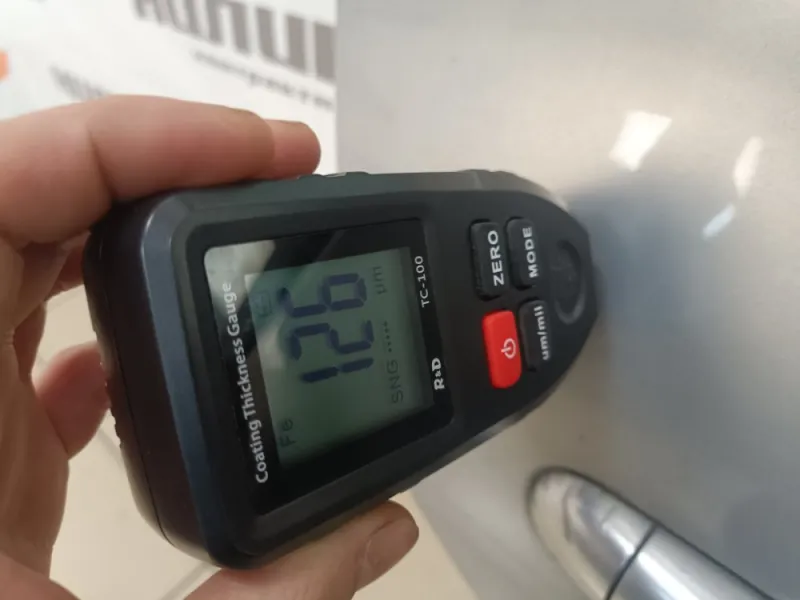 Coating Thickness Gauge
Fe
126
µm
SNG
R&D
TC-100
ZERO
MODE
um/mil